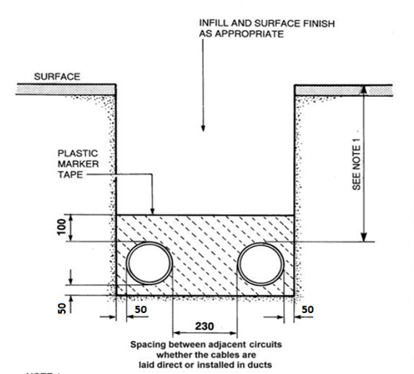 INFILL AND SURFACE FINISH
AS APPROPRIATE
SURFACE
PLASTIC
MARKER
TAPE
SEE NOTE 1
100
50
50
230
50
Spacing between adjacent circuits
whether the cables are
laid direct or installed in ducts